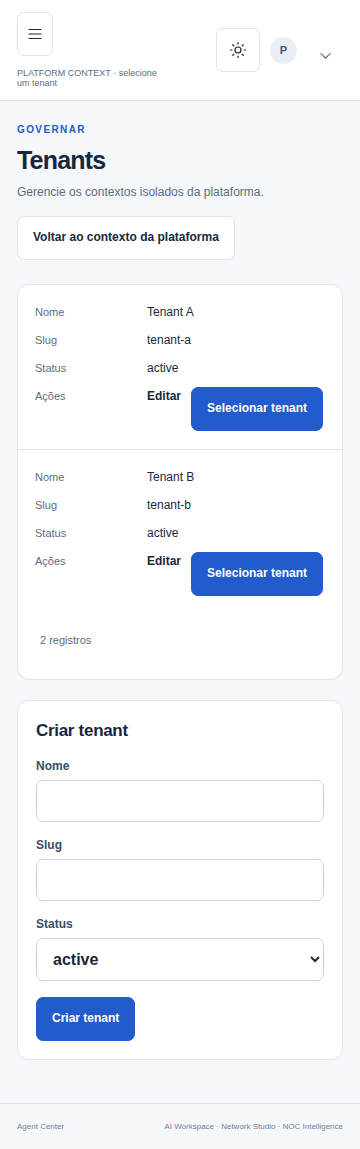 PLATFORM CONTEXT · selecione
um tenant
P
GOVERNAR
Tenants
Gerencie os contextos isolados da plataforma.
Voltar ao contexto da plataforma
Nome Tenant A
Slug tenant-a
Status active
Ações Editar Selecionar tenant
Nome Tenant B
Slug tenant-b
Status active
Ações Editar Selecionar tenant
2 registros
Criar tenant
Nome
Slug
Status
active
Criar tenant
Agent Center AI Workspace · Network Studio · NOC Intelligence